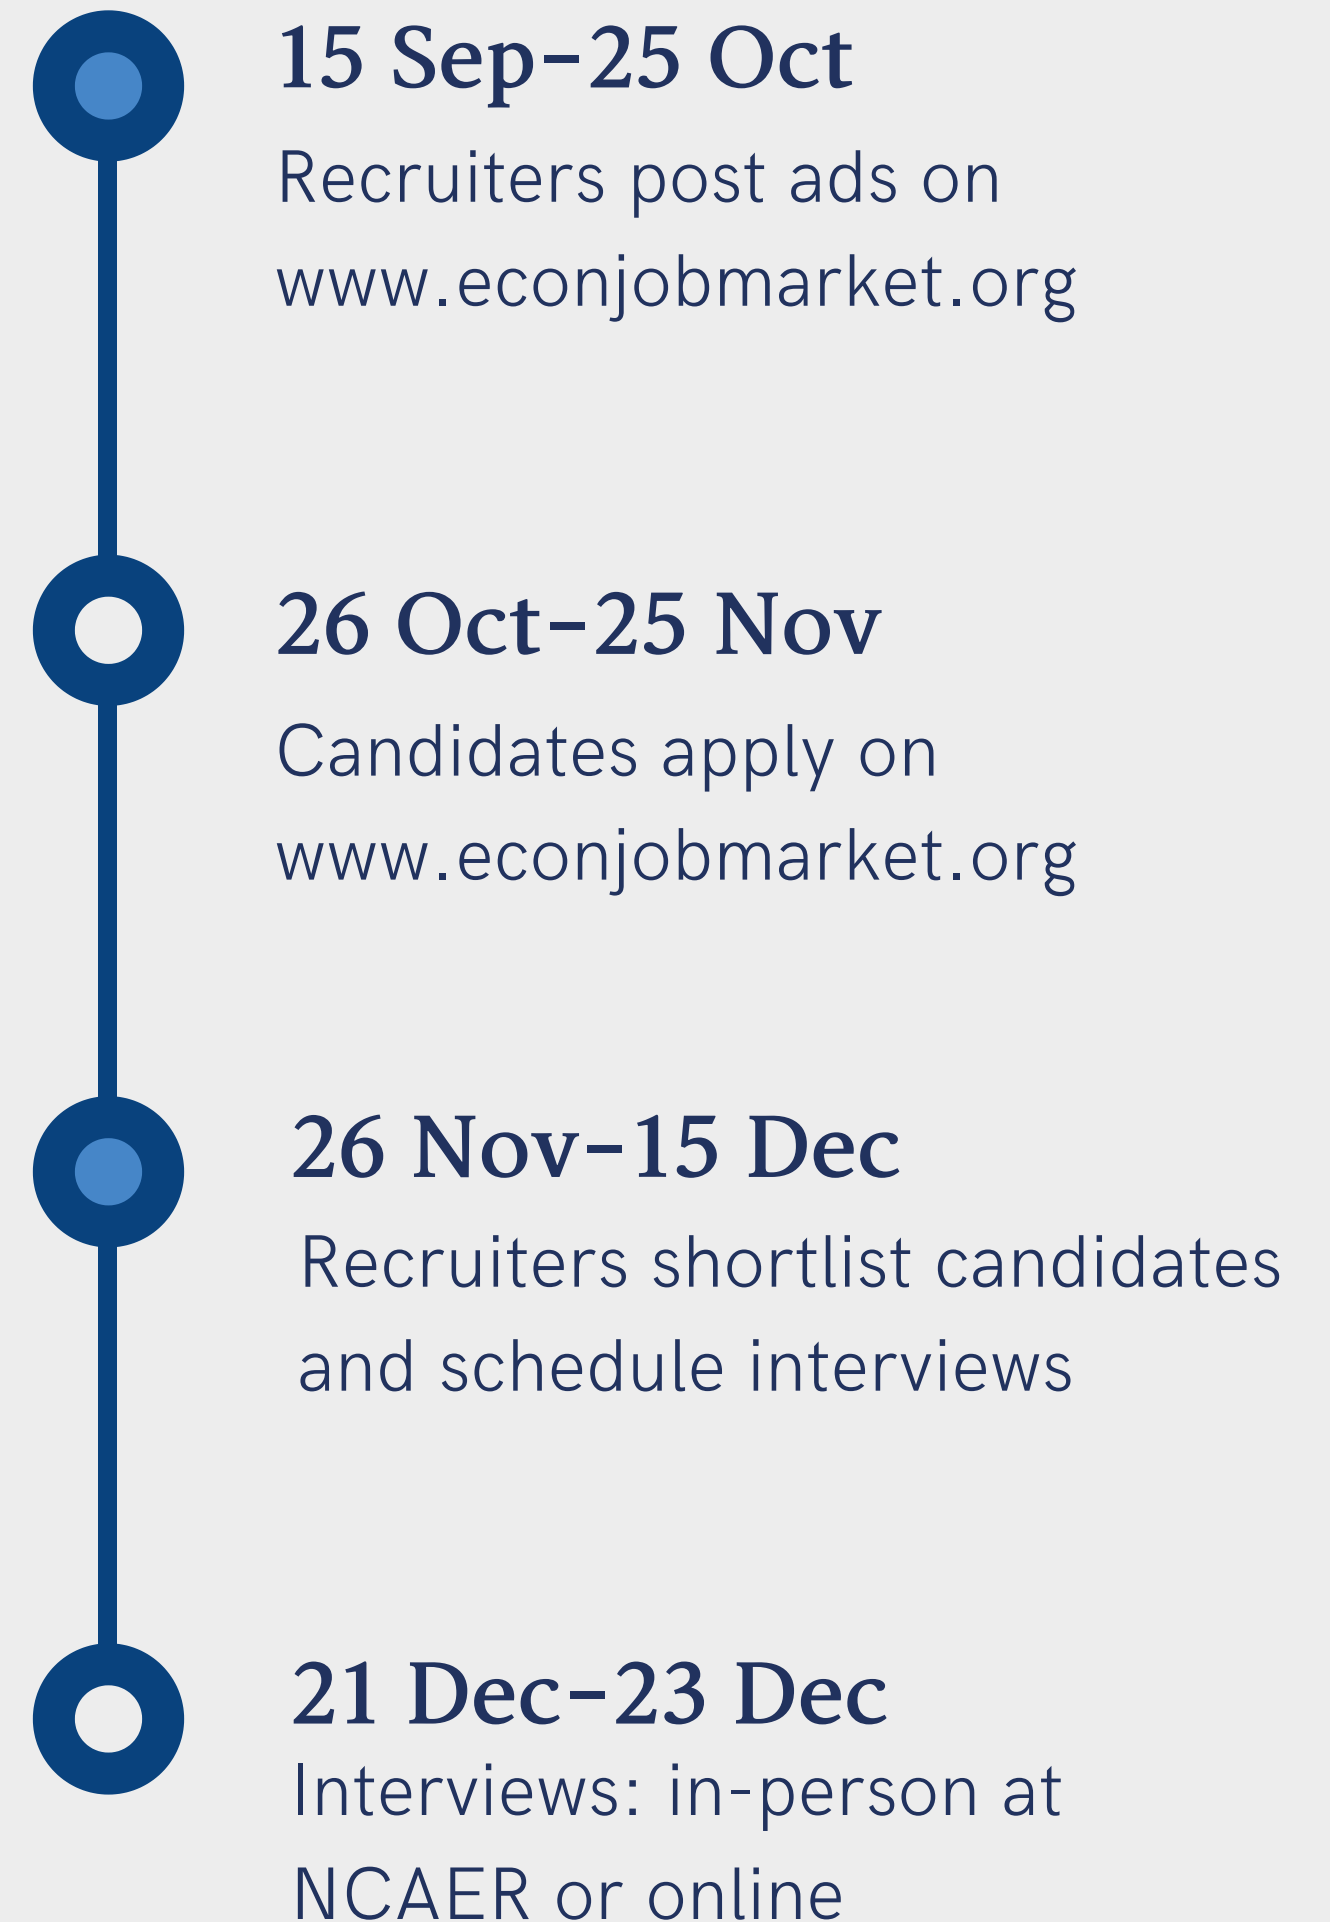 15 Sep–25 Oct
Recruiters post ads on
www.econjobmarket.org
26 Oct–25 Nov
Candidates apply on
www.econjobmarket.org
26 Nov–15 Dec
Recruiters shortlist candidates
and schedule interviews
21 Dec–23 Dec
Interviews: in-person at
NCAER or online